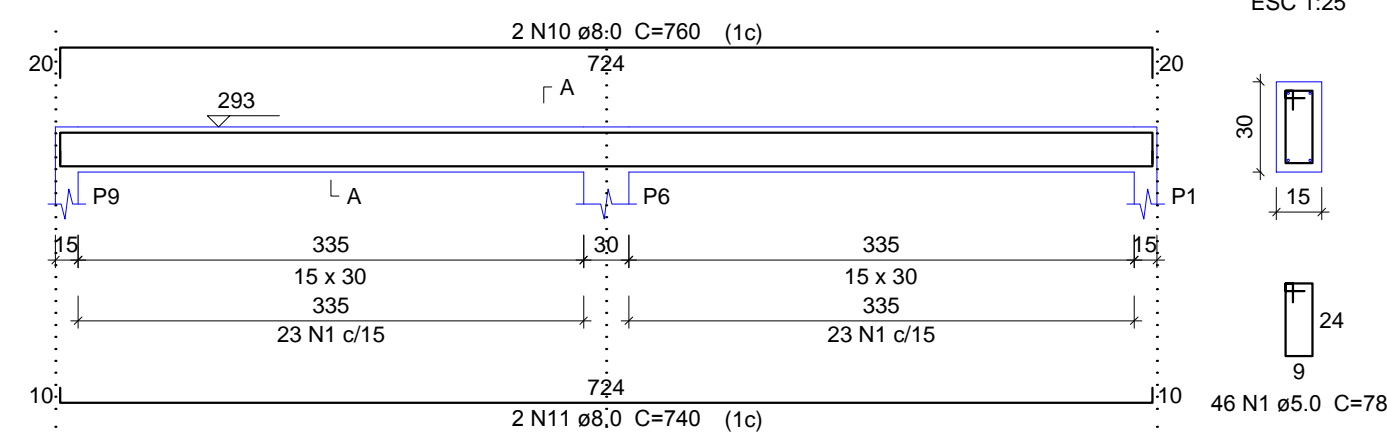 ESC 1:25
2 N10 ø8.0 C=760 (1c)
20 724 20
A
293
30
P9 A P6 P1
15
15 335 30 335 15
15 x 30 15 x 30
335 335
23 N1 c/15 23 N1 c/15
24
9
10 724 10
46 N1 ø5.0 C=78
2 N11 ø8.0 C=740 (1c)